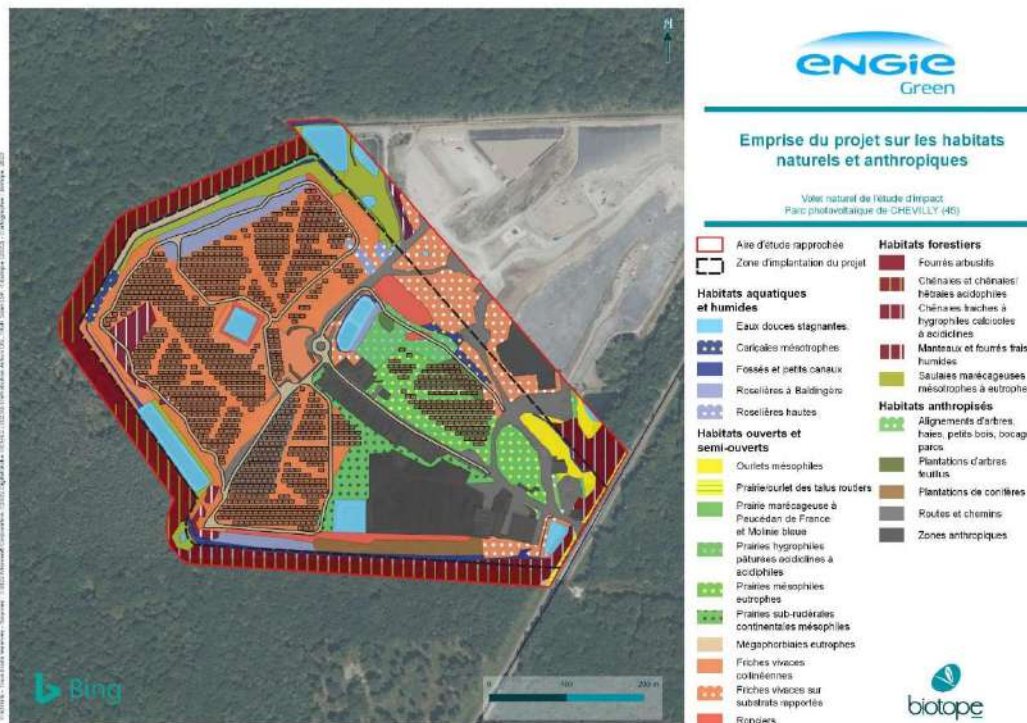 N
Bing
0 100 200 m
ENGIE
Green
Emprise du projet sur les habitats
naturels et anthropiques
Volet naturel de l'étude d'impact
Parc photovoltaïque de CHEVILLY (45)
Aire d'étude rapprochée
Zone d'implantation du projet
Habitats aquatiques
et humides
Eaux douces stagnantes
Cariçaies mésotrophes
Fossés et petits canaux
Roselières à Baldingère
Roselières hautes
Habitats ouverts et
semi-ouverts
Ourlets mésophiles
Prairie/ourlet des talus routiers
Prairie marécageuse à
Peucédan de France
et Molinie bleue
Prairies hygrophiles
pâturées acidiclines à
acidiphiles
Prairies mésophiles
eutrophes
Prairies sub-rudérales
continentales mésophiles
Mégaphorbiaies eutrophes
Friches vivaces
collinéennes
Friches vivaces sur
substrats rapportés
Ronciers
Habitats forestiers
Fourrés arbustifs
Chênaies et chênaies/
hêtraies acidophiles
Chênaies fraiches à
hygrophiles calcicoles
à acidiclines
Manteaux et fourrés frais
humides
Saulaies marécageuses
mésotrophes à eutrophe
Habitats anthropisés
Alignements d'arbres,
haies, petits bois, bocage
parcs
Plantations d'arbres
feuillus
Plantations de conifères
Routes et chemins
Zones anthropiques
biotope